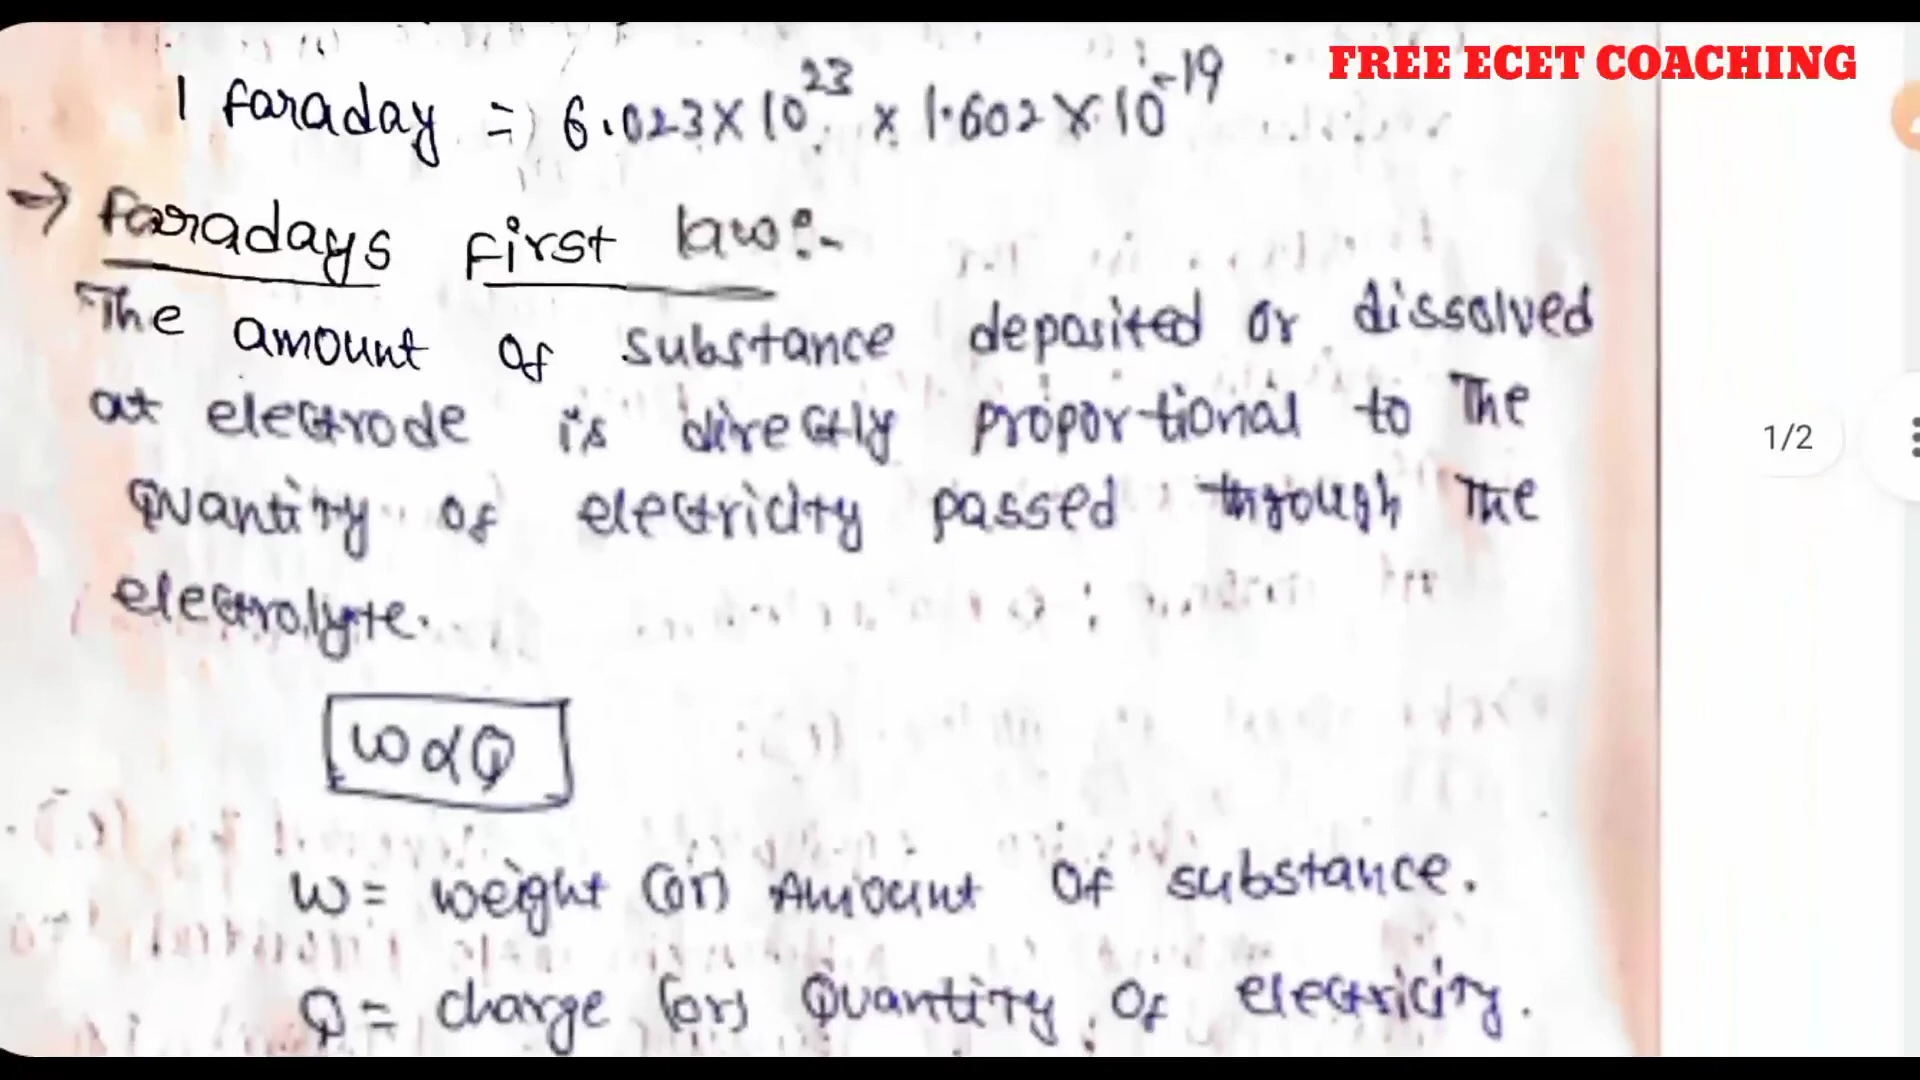 FREE ECET COACHING
1 faraday = 6.023×10^23 × 1.602×10^-19
→ Faradays First law:-
The amount of substance deposited or dissolved
at electrode is directly proportional to The
Quantity of electricity passed through The
electrolyte.
1/2
W∝Q
W = weight (or) Amount of substance.
Q = charge (or) Quantity of electricity.